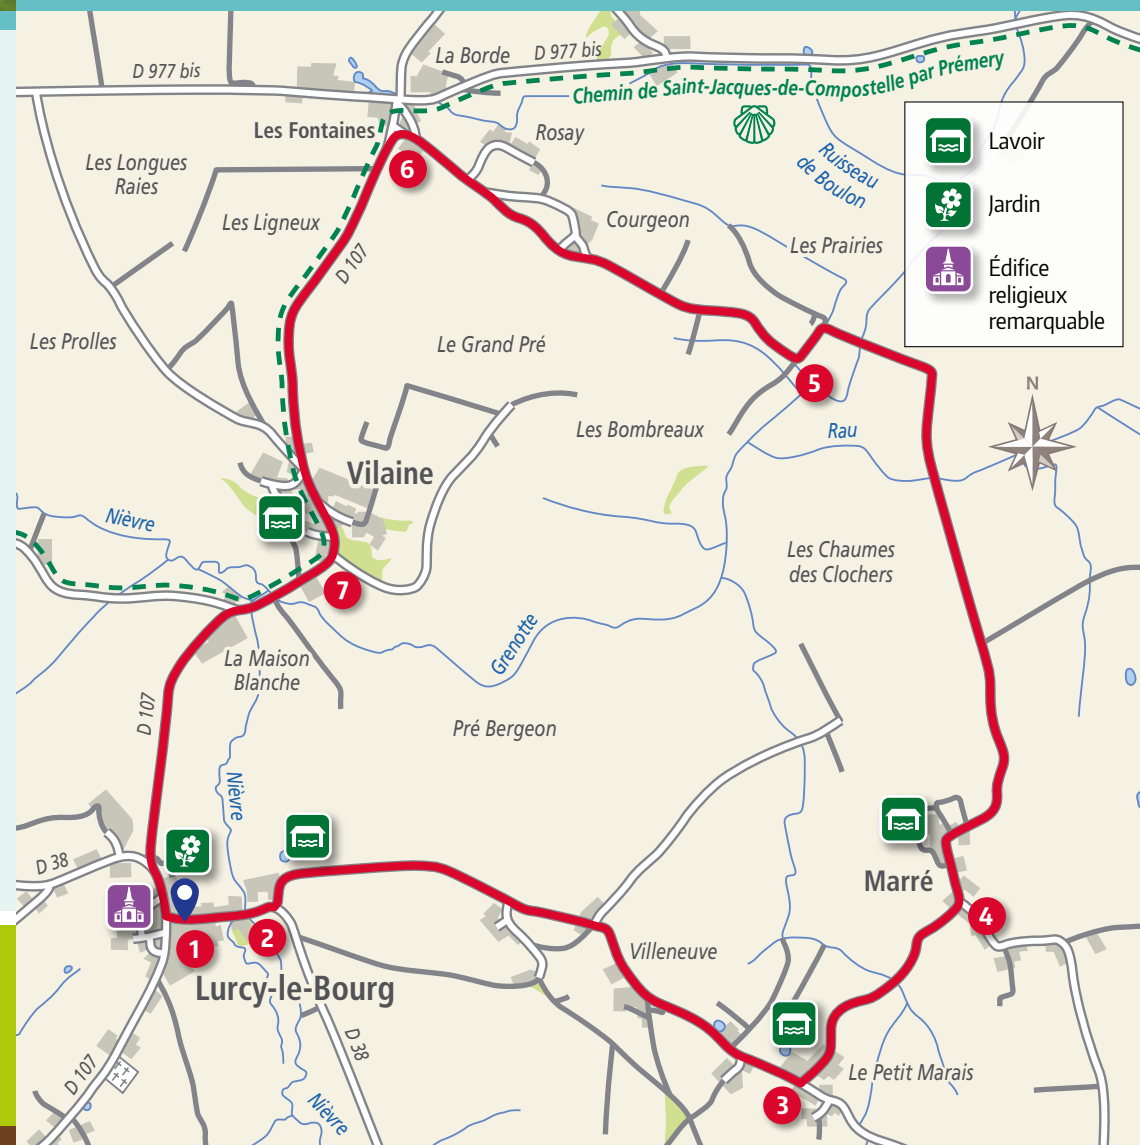 La Borde
D 977 bis
D 977 bis
Chemin de Saint-Jacques-de-Compostelle par Prémery
Les Fontaines
Rosay
Lavoir
Les Longues
Raies
6
Ruisseau
de Boulon
Jardin
Les Ligneux
Courgeon
Les Prairies
D 107
Édifice
religieux
remarquable
Les Prolles
Le Grand Pré
5
N
Les Bombreaux
Rau
Vilaine
Nièvre
Les Chaumes
des Clochers
7
Grenotte
La Maison
Blanche
D 107
Pré Bergeon
Nièvre
D 38
Marré
1
2
4
Villeneuve
Lurcy-le-Bourg
D 38
D 107
Le Petit Marais
3
Nièvre